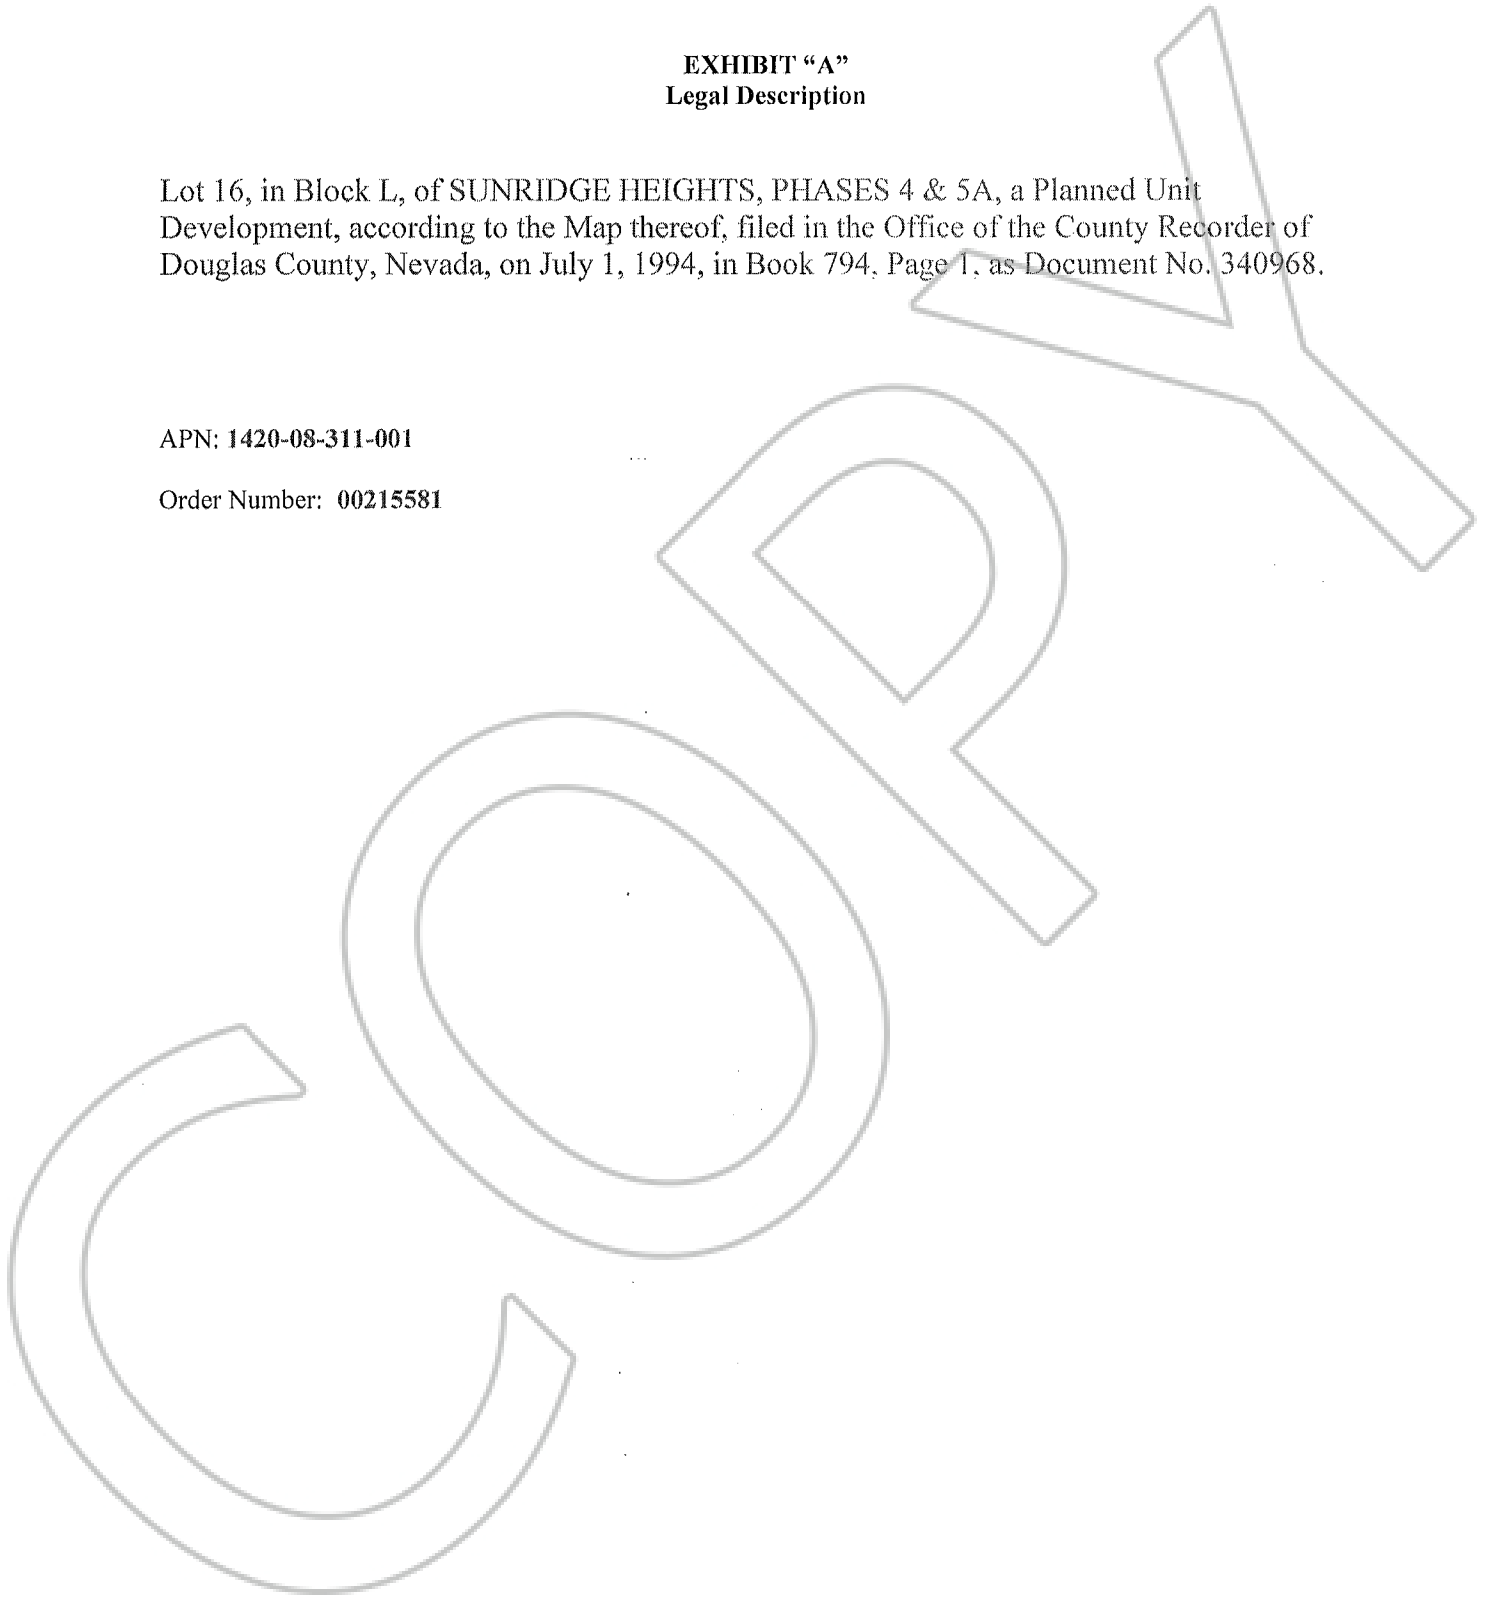 EXHIBIT “A”
Legal Description
Lot 16, in Block L, of SUNRIDGE HEIGHTS, PHASES 4 & 5A, a Planned Unit
Development, according to the Map thereof, filed in the Office of the County Recorder of
Douglas County, Nevada, on July 1, 1994, in Book 794, Page 1, as Document No. 340968.
APN: 1420-08-311-001
Order Number: 00215581
COPY